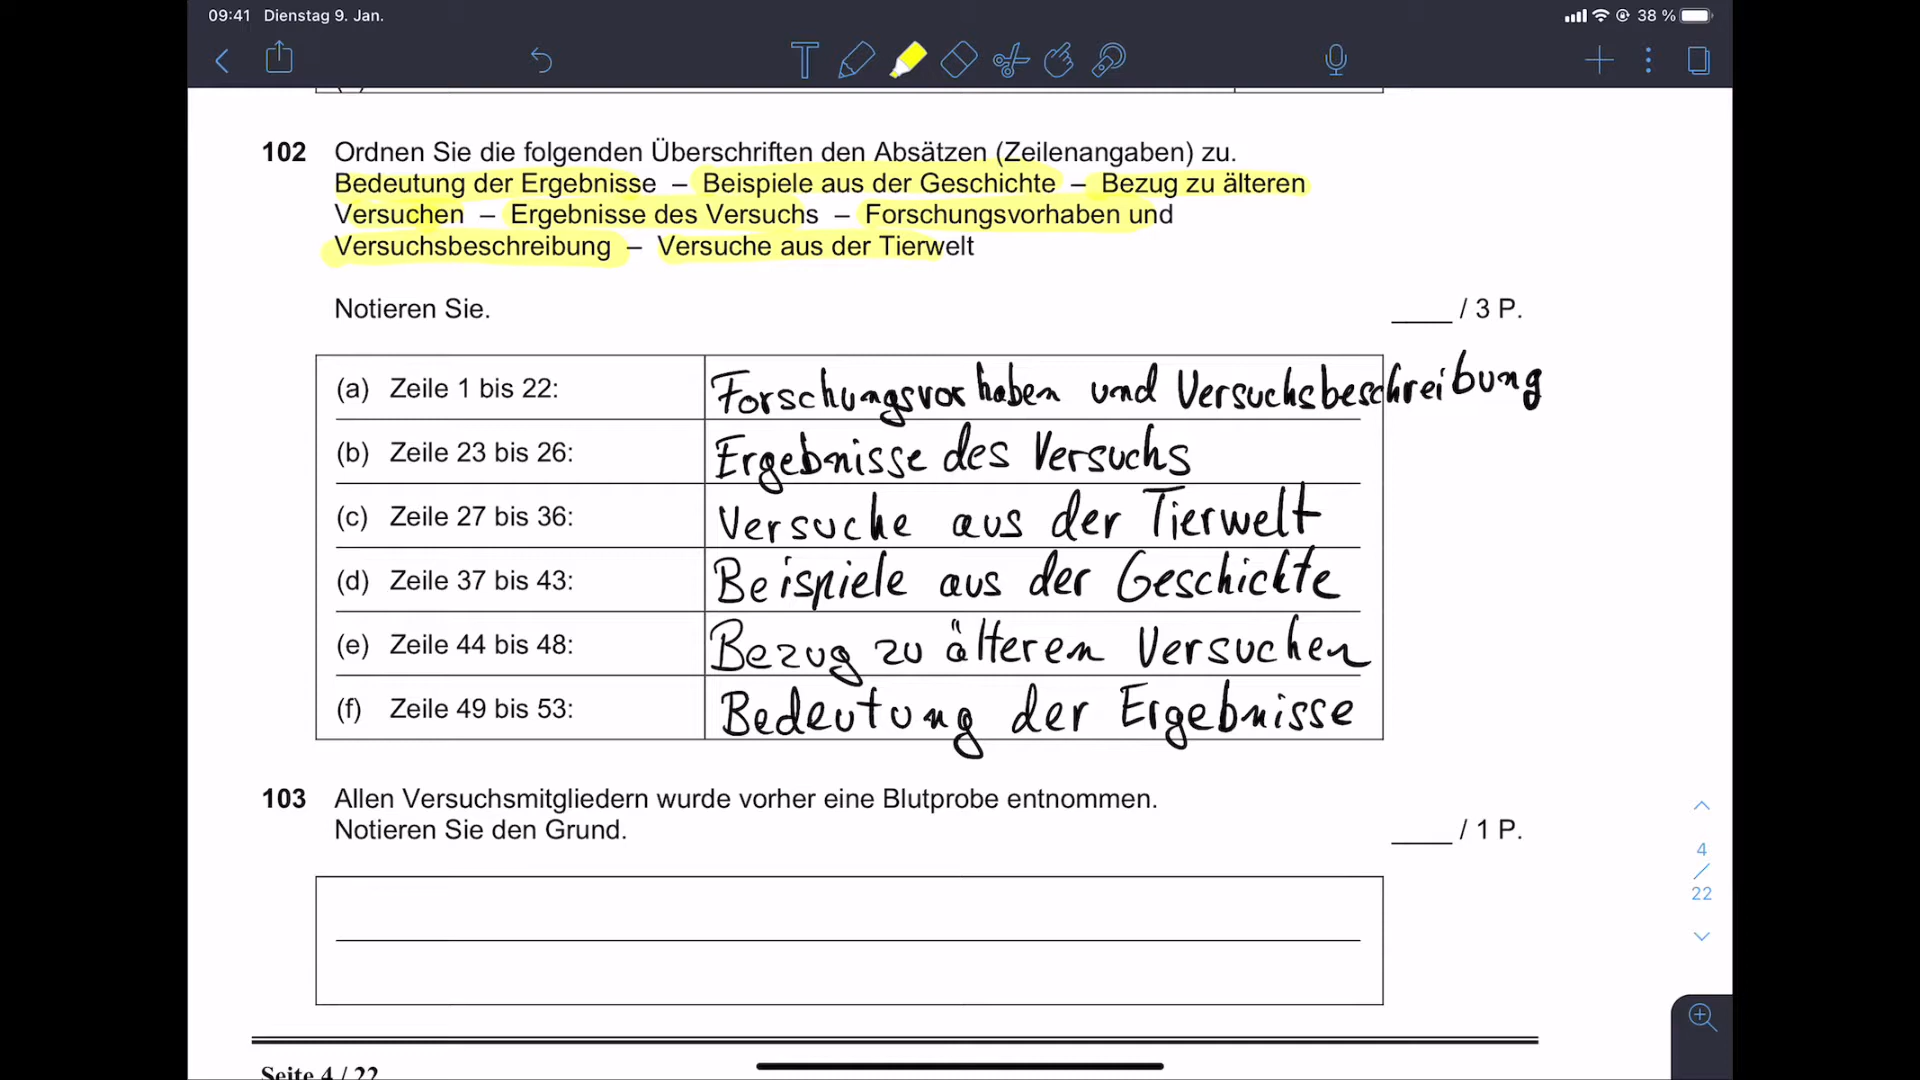 09:41 Dienstag 9. Jan.
38 %
102 Ordnen Sie die folgenden Überschriften den Absätzen (Zeilenangaben) zu.
Bedeutung der Ergebnisse – Beispiele aus der Geschichte – Bezug zu älteren
Versuchen – Ergebnisse des Versuchs – Forschungsvorhaben und
Versuchsbeschreibung – Versuche aus der Tierwelt
Notieren Sie. ____ / 3 P.
(a) Zeile 1 bis 22: Forschungsvorhaben und Versuchsbeschreibung
(b) Zeile 23 bis 26: Ergebnisse des Versuchs
(c) Zeile 27 bis 36: Versuche aus der Tierwelt
(d) Zeile 37 bis 43: Beispiele aus der Geschichte
(e) Zeile 44 bis 48: Bezug zu älteren Versuchen
(f) Zeile 49 bis 53: Bedeutung der Ergebnisse
103 Allen Versuchsmitgliedern wurde vorher eine Blutprobe entnommen.
Notieren Sie den Grund. ____ / 1 P.
4
/
22
Seite 4 / 22